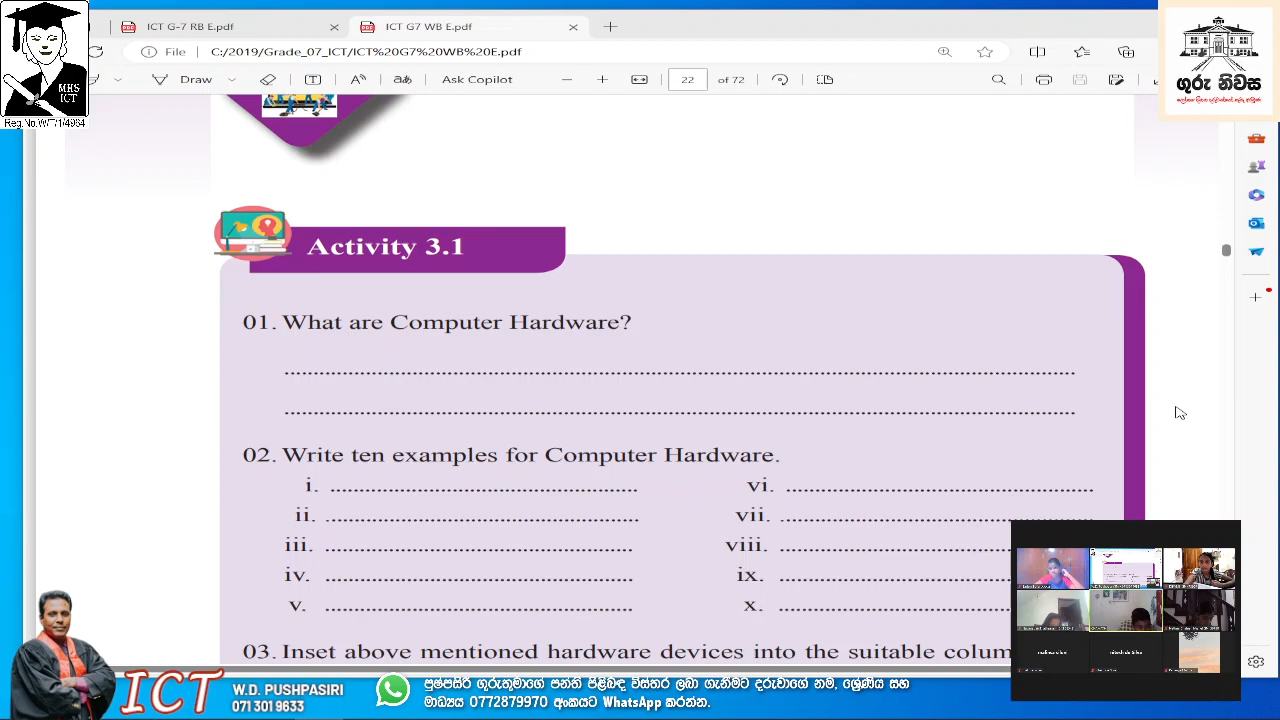 ICT G-7 RB E.pdf
ICT G7 WB E.pdf
File C:/2019/Grade_07_ICT/ICT%20G7%20WB%20E.pdf
Draw Ask Copilot 22 of 72
MHS
ICT
Reg.No.W/T/1/4964
ගුරු නිවස
Activity 3.1
01. What are Computer Hardware?
02. Write ten examples for Computer Hardware.
i. vi.
ii. vii.
iii. viii.
iv. ix.
v. x.
03. Inset above mentioned hardware devices into the suitable colum
ICT
W.D. PUSHPASIRI
071 301 9633
පුෂ්පසිරි ගුරුතුමාගේ පන්ති පිළිබඳ විස්තර ලබා ගැනීමට දරුවාගේ නම, ශ්‍රේණිය සහ
මාධ්‍යය 0772879970 අංකයට WhatsApp කරන්න.